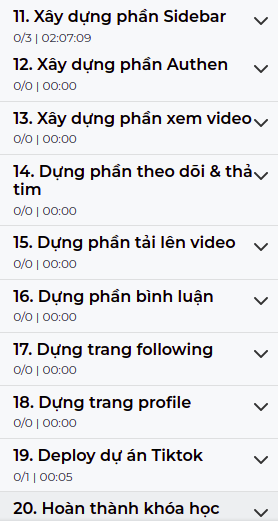 11. Xây dựng phần Sidebar
0/3 | 02:07:09
12. Xây dựng phần Authen
0/0 | 00:00
13. Xây dựng phần xem video
0/0 | 00:00
14. Dựng phần theo dõi & thả
tim
0/0 | 00:00
15. Dựng phần tải lên video
0/0 | 00:00
16. Dựng phần bình luận
0/0 | 00:00
17. Dựng trang following
0/0 | 00:00
18. Dựng trang profile
0/0 | 00:00
19. Deploy dự án Tiktok
0/1 | 00:05
20. Hoàn thành khóa học